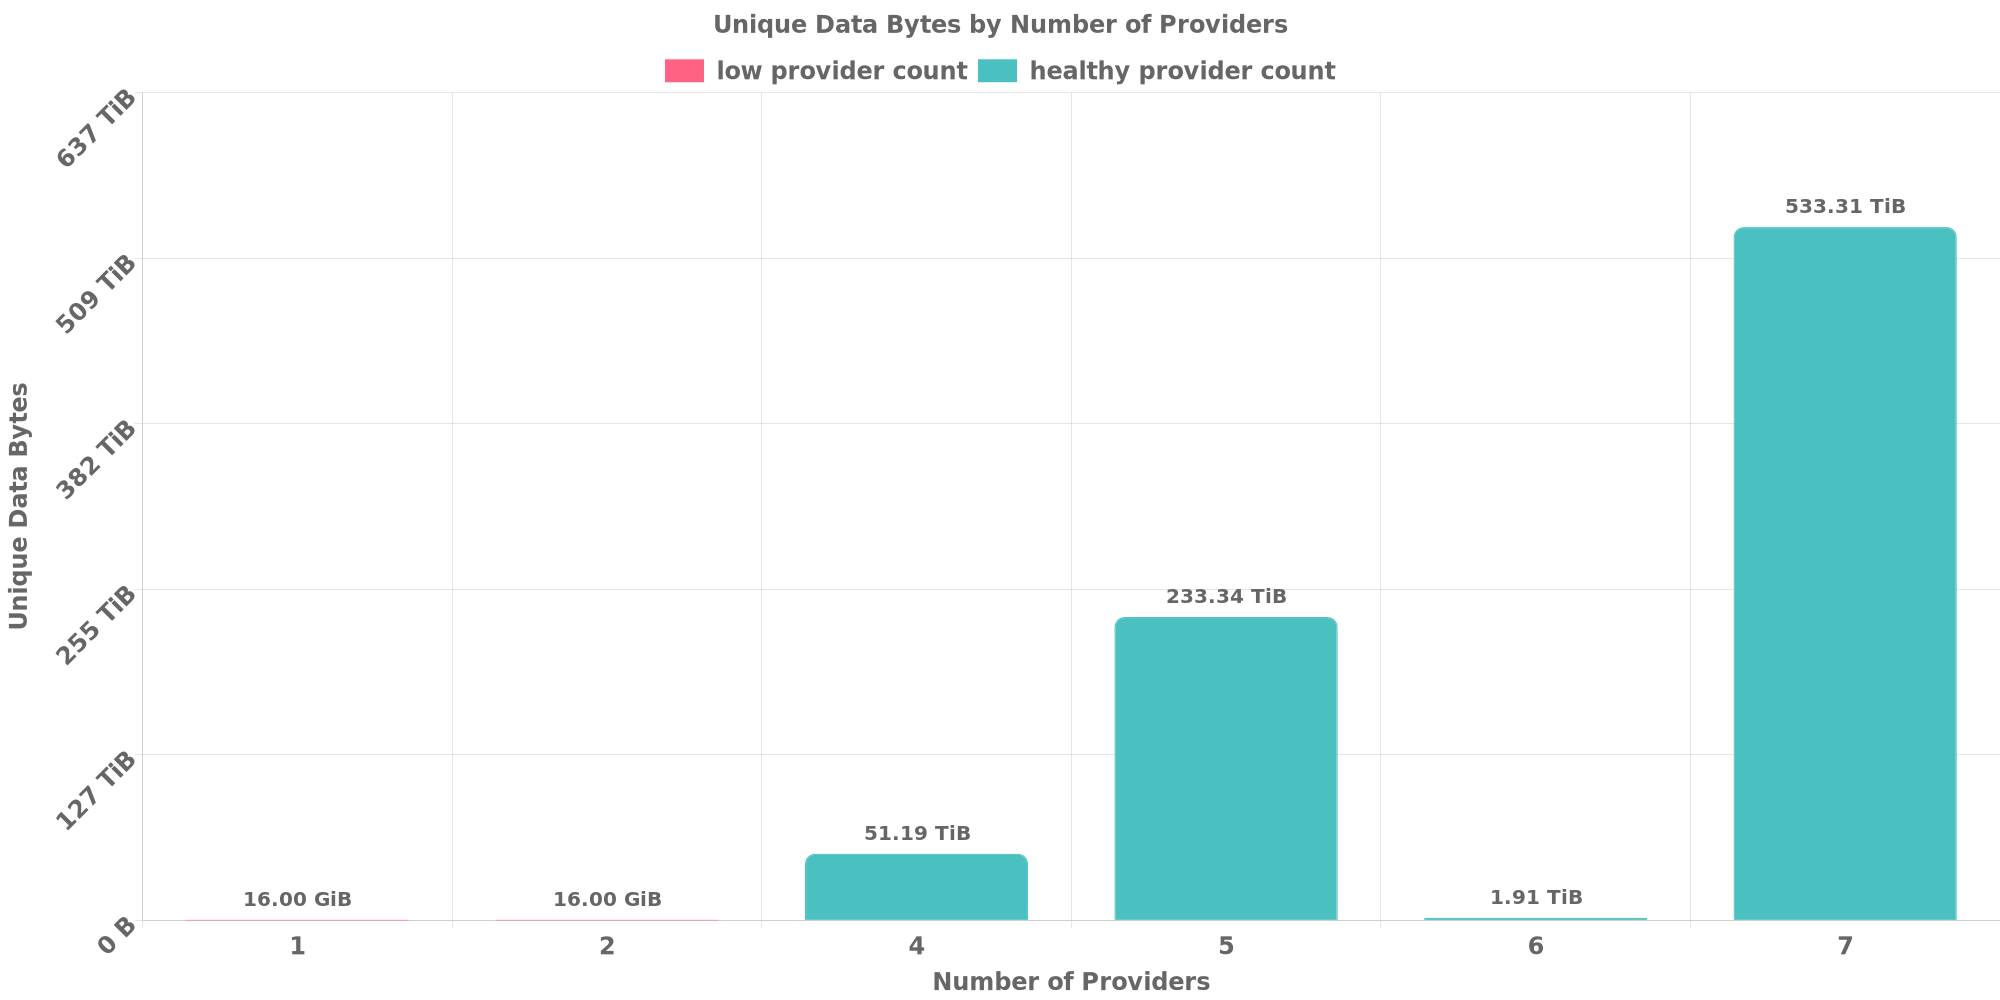 Unique Data Bytes by Number of Providers
low provider count healthy provider count
637 TiB
509 TiB
382 TiB
255 TiB
127 TiB
0 B
Unique Data Bytes
16.00 GiB
16.00 GiB
51.19 TiB
233.34 TiB
1.91 TiB
533.31 TiB
1 2 4 5 6 7
Number of Providers